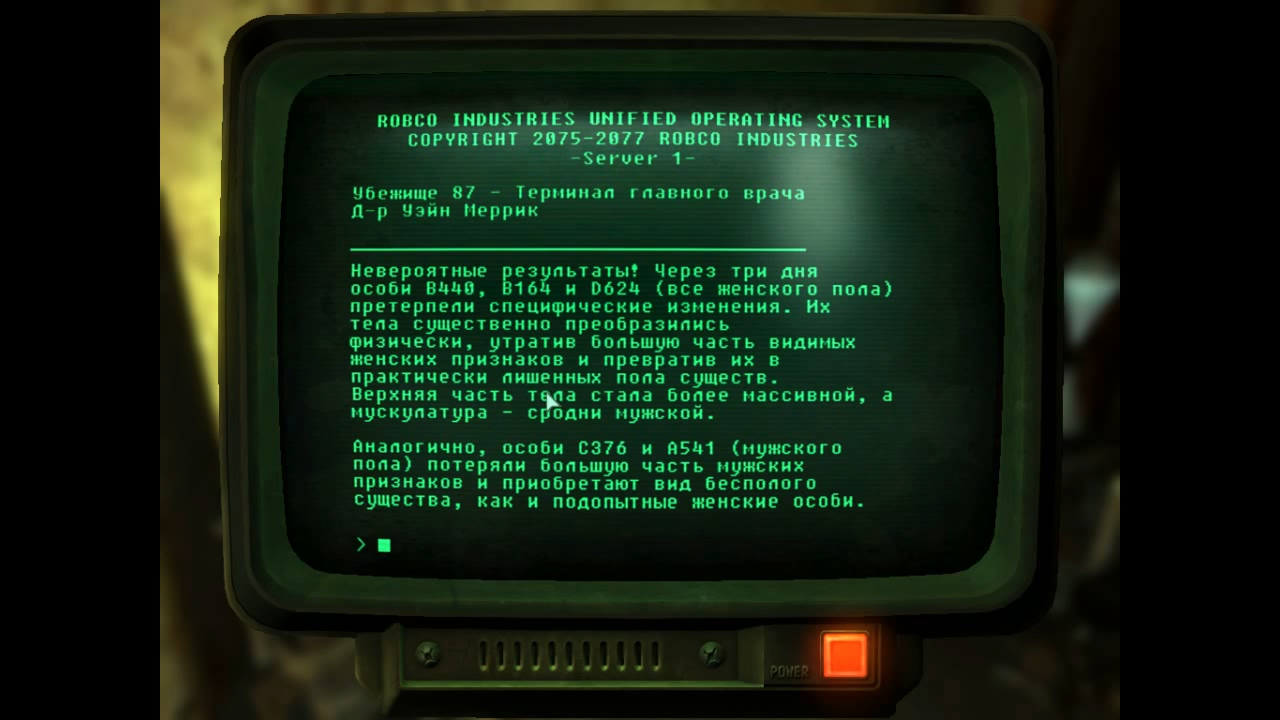 ROBCO INDUSTRIES UNIFIED OPERATING SYSTEM
COPYRIGHT 2075-2077 ROBCO INDUSTRIES
-Server 1-
Убежище 87 - Терминал главного врача
Д-р Уэйн Меррик
Невероятные результаты! Через три дня
особи B440, B164 и D624 (все женского пола)
претерпели специфические изменения. Их
тела существенно преобразились
физически, утратив большую часть видимых
женских признаков и превратив их в
практически лишенных пола существ.
Верхняя часть тела стала более массивной, а
мускулатура - сродни мужской.
Аналогично, особи C376 и A541 (мужского
пола) потеряли большую часть мужских
признаков и приобретают вид бесполого
существа, как и подопытные женские особи.
>
POWER